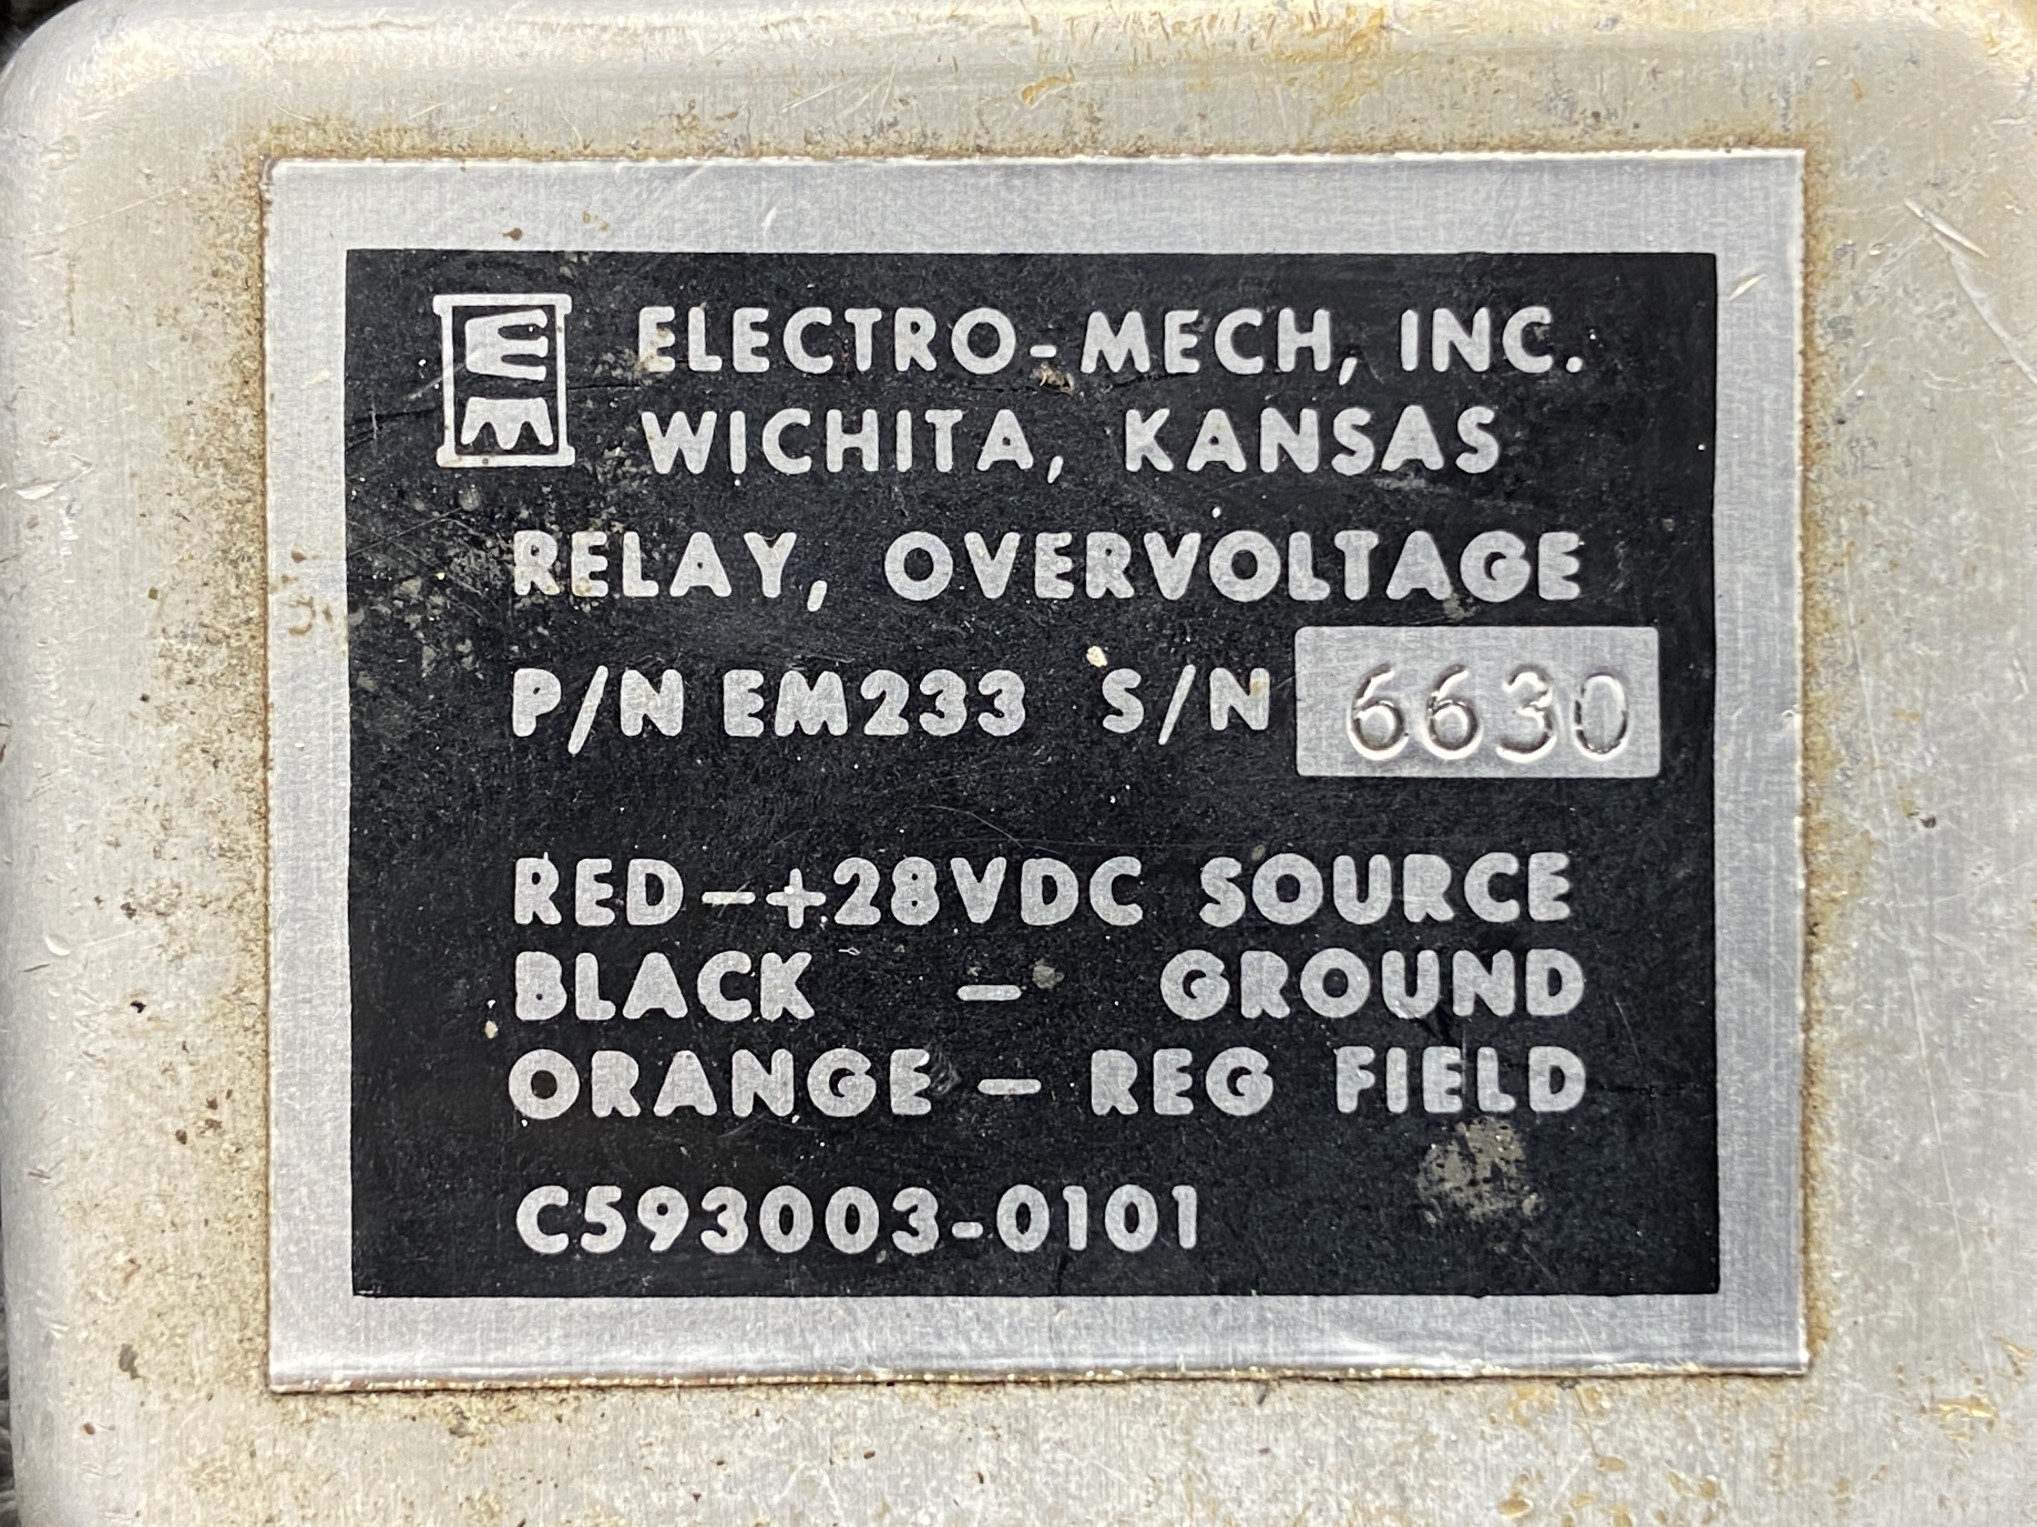 EM
ELECTRO-MECH, INC.
WICHITA, KANSAS
RELAY, OVERVOLTAGE
P/N EM233 S/N 6630
RED-+28VDC SOURCE
BLACK - GROUND
ORANGE - REG FIELD
C593003-0101